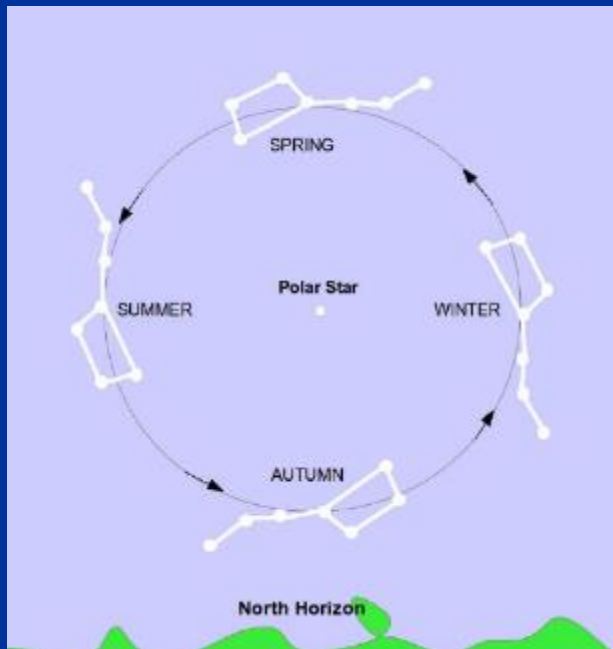 SPRING
Polar Star
SUMMER
WINTER
AUTUMN
North Horizon